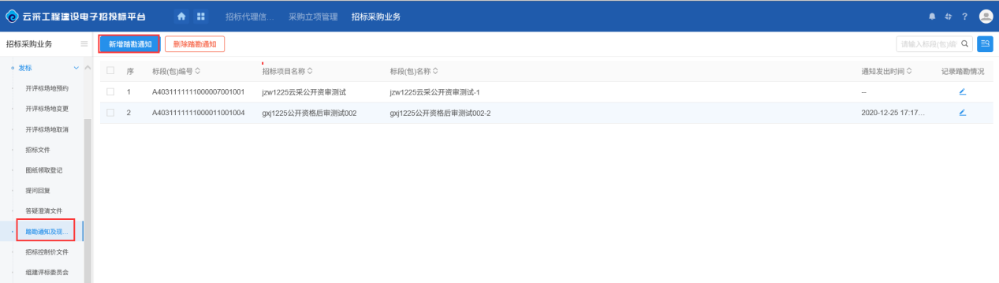 云采工程建设电子招投标平台 招标代理信... 采购立项管理 招标采购业务
招标采购业务 新增踏勘通知 删除踏勘通知 请输入标段(包)编
发标
开评标场地预约
开评标场地变更
开评标场地取消
招标文件
图纸领取登记
提问回复
答疑澄清文件
踏勘通知及现...
招标控制价文件
组建评标委员会
序 标段(包)编号 招标项目名称 标段(包)名称 通知发出时间 记录踏勘情况
1 A4031111111000007001001 jzw1225云采公开资审测试 jzw1225云采公开资审测试-1 --
2 A4031111111000011001004 gxj1225公开资格后审测试002 gxj1225公开资格后审测试002-2 2020-12-25 17:17...